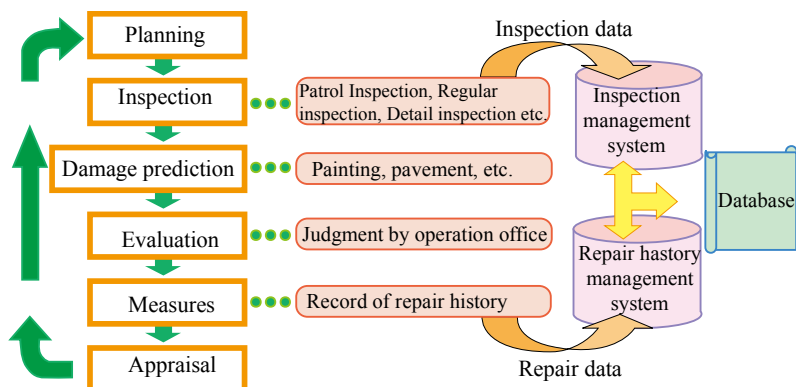 Planning
Inspection
Damage prediction
Evaluation
Measures
Appraisal
Patrol Inspection, Regular
inspection, Detail inspection etc.
Painting, pavement, etc.
Judgment by operation office
Record of repair history
Inspection data
Inspection
management
system
Database
Repair hastory
management
system
Repair data